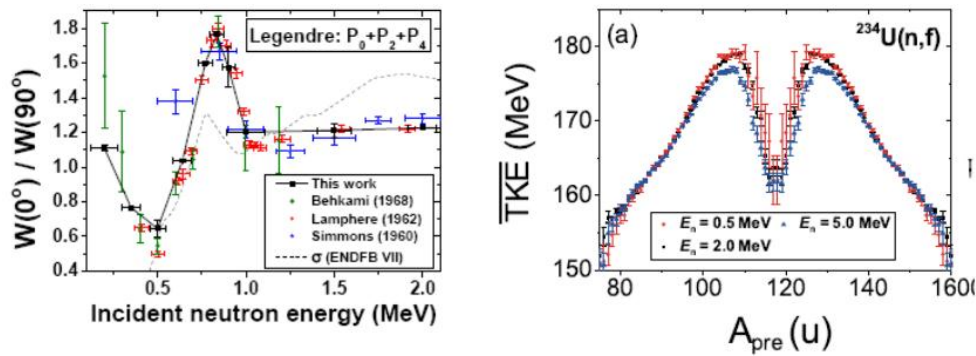 W(0°) / W(90°)
1.8
1.6
1.4
1.2
1.0
0.8
0.6
0.4
Legendre: P₀+P₂+P₄
This work
Behkami (1968)
Lamphere (1962)
Simmons (1960)
σ (ENDFB VII)
0.0 0.5 1.0 1.5 2.0
Incident neutron energy (MeV)
(a)
²³⁴U(n,f)
TKE (MeV)
180
170
160
150
Eₙ = 0.5 MeV Eₙ = 5.0 MeV
Eₙ = 2.0 MeV
80 100 120 140 160
A_pre (u)